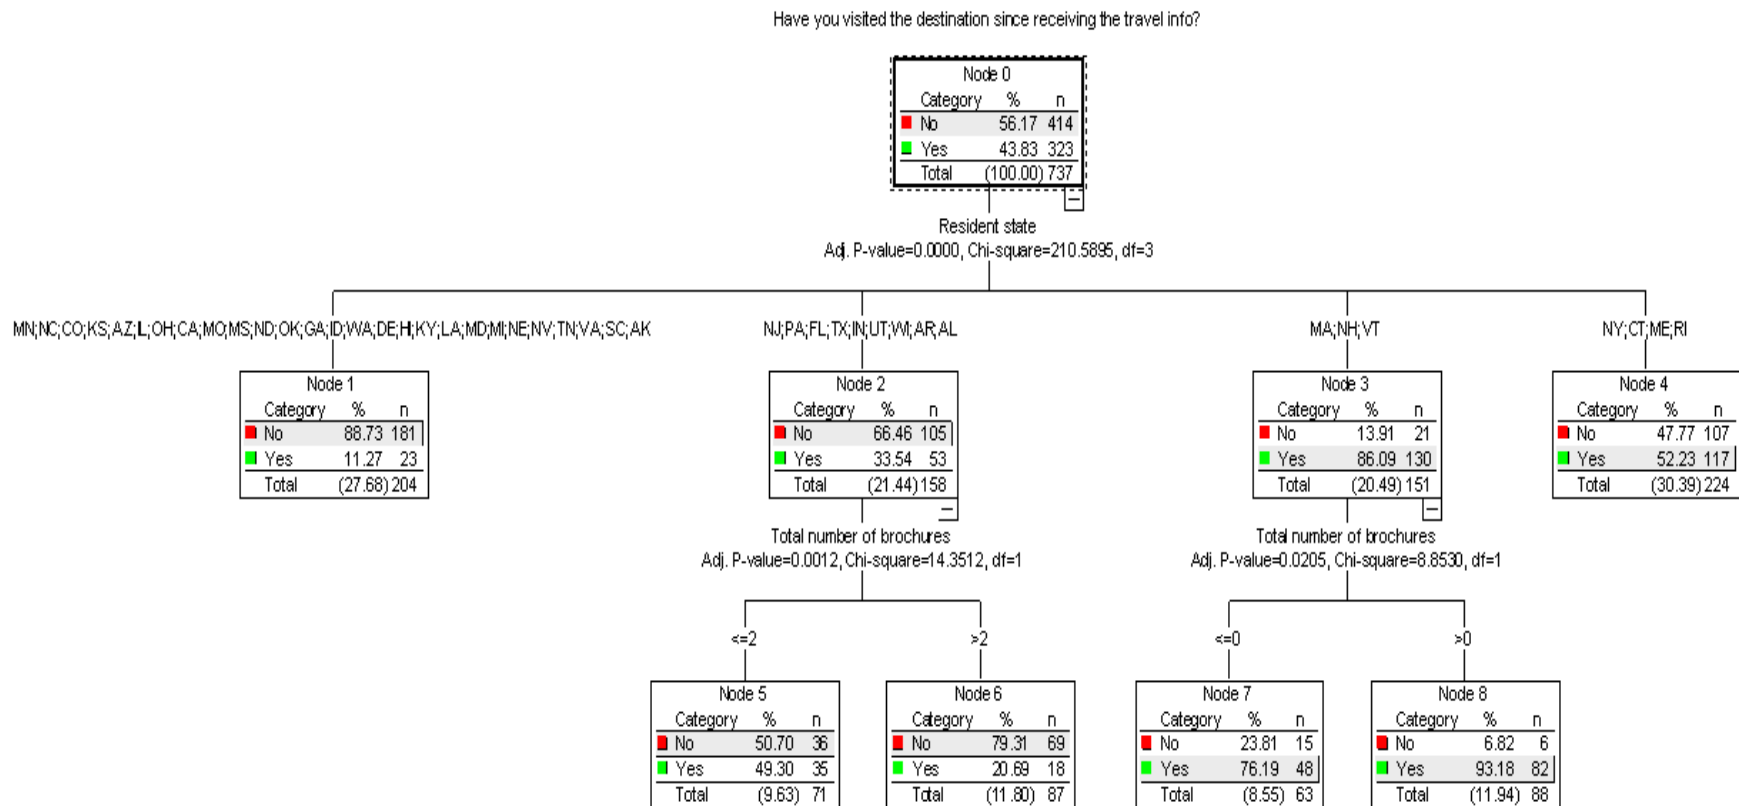 Have you visited the destination since receiving the travel info?
Node 0
Category % n
No 56.17 414
Yes 43.83 323
Total (100.00) 737
Resident state
Adj. P-value=0.0000, Chi-square=210.5895, df=3
MN;NC;CO;KS;AZ;IL;OH;CA;MO;MS;ND;OK;GA;ID;WA;DE;HI;KY;LA;MD;MI;NE;NV;TN;VA;SC;AK
NJ;PA;FL;TX;IN;UT;WI;AR;AL
MA;NH;VT
NY;CT;ME;RI
Node 1
Category % n
No 88.73 181
Yes 11.27 23
Total (27.68) 204
Node 2
Category % n
No 66.46 105
Yes 33.54 53
Total (21.44) 158
Node 3
Category % n
No 13.91 21
Yes 86.09 130
Total (20.49) 151
Node 4
Category % n
No 47.77 107
Yes 52.23 117
Total (30.39) 224
Total number of brochures
Adj. P-value=0.0012, Chi-square=14.3512, df=1
Total number of brochures
Adj. P-value=0.0205, Chi-square=8.8530, df=1
<=2
>2
<=0
>0
Node 5
Category % n
No 50.70 36
Yes 49.30 35
Total (9.63) 71
Node 6
Category % n
No 79.31 69
Yes 20.69 18
Total (11.80) 87
Node 7
Category % n
No 23.81 15
Yes 76.19 48
Total (8.55) 63
Node 8
Category % n
No 6.82 6
Yes 93.18 82
Total (11.94) 88